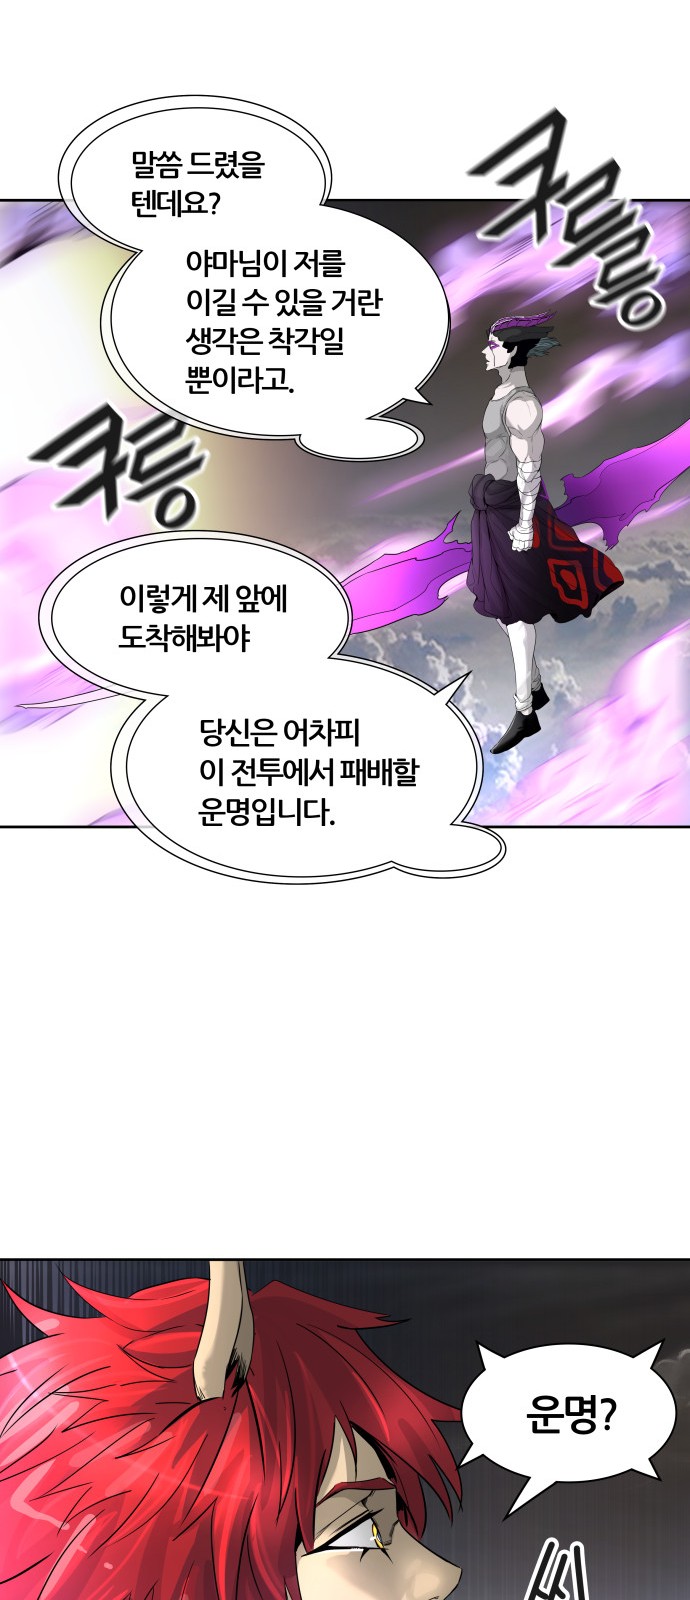 말씀 드렸을
텐데요?
야마님이 저를
이길 수 있을 거란
생각은 착각일
뿐이라고.
쿠르릉
쿠릉
이렇게 제 앞에
도착해봐야
당신은 어차피
이 전투에서 패배할
운명입니다.
운명?